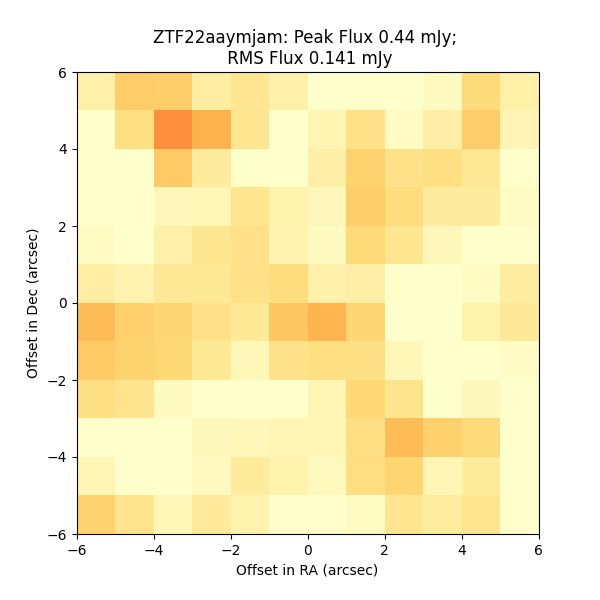 ZTF22aaymjam: Peak Flux 0.44 mJy;
RMS Flux 0.141 mJy
6
4
2
0
−2
−4
−6
Offset in Dec (arcsec)
−6 −4 −2 0 2 4 6
Offset in RA (arcsec)